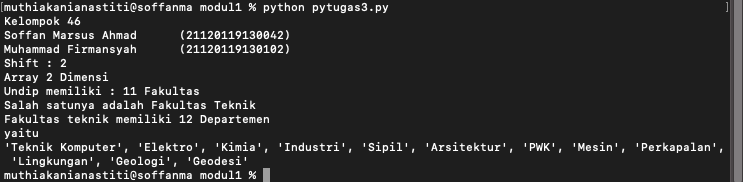 [muthiakanianastiti@soffanma modul1 % python pytugas3.py ]
Kelompok 46
Soffan Marsus Ahmad (21120119130042)
Muhammad Firmansyah (21120119130102)
Shift : 2
Array 2 Dimensi
Undip memiliki : 11 Fakultas
Salah satunya adalah Fakultas Teknik
Fakultas teknik memiliki 12 Departemen
yaitu
'Teknik Komputer', 'Elektro', 'Kimia', 'Industri', 'Sipil', 'Arsitektur', 'PWK', 'Mesin', 'Perkapalan',
'Lingkungan', 'Geologi', 'Geodesi'
muthiakanianastiti@soffanma modul1 %